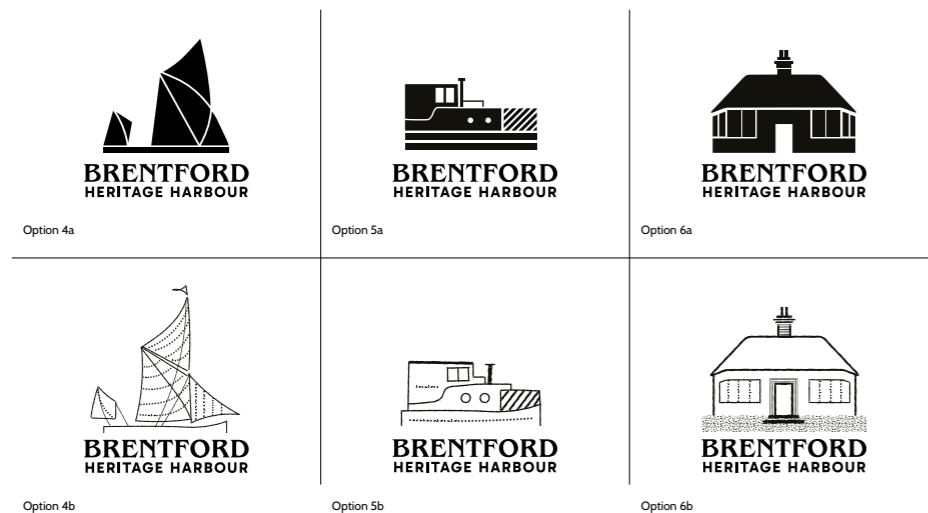 BRENTFORD
HERITAGE HARBOUR
Option 4a
BRENTFORD
HERITAGE HARBOUR
Option 5a
BRENTFORD
HERITAGE HARBOUR
Option 6a
BRENTFORD
HERITAGE HARBOUR
Option 4b
BRENTFORD
HERITAGE HARBOUR
Option 5b
BRENTFORD
HERITAGE HARBOUR
Option 6b